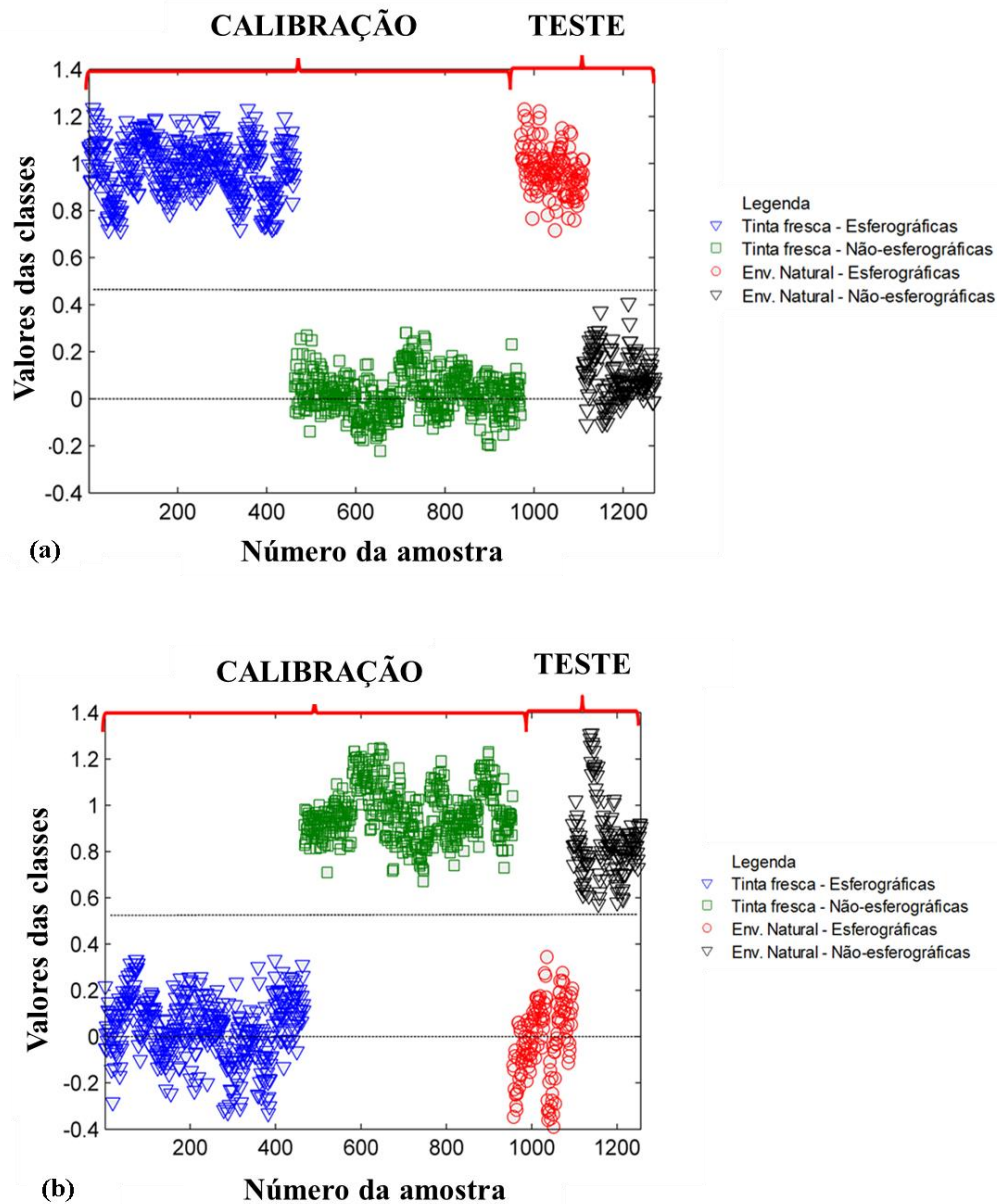 CALIBRAÇÃO TESTE
1.4
1.2
1
0.8
0.6
0.4
0.2
0
-0.2
-0.4
200 400 600 800 1000 1200
Valores das classes
Número da amostra
(a)
Legenda
Tinta fresca - Esferográficas
Tinta fresca - Não-esferográficas
Env. Natural - Esferográficas
Env. Natural - Não-esferográficas
CALIBRAÇÃO TESTE
1.4
1.2
1
0.8
0.6
0.4
0.2
0
-0.2
-0.4
200 400 600 800 1000 1200
Valores das classes
Número da amostra
(b)
Legenda
Tinta fresca - Esferográficas
Tinta fresca - Não-esferográficas
Env. Natural - Esferográficas
Env. Natural - Não-esferográficas